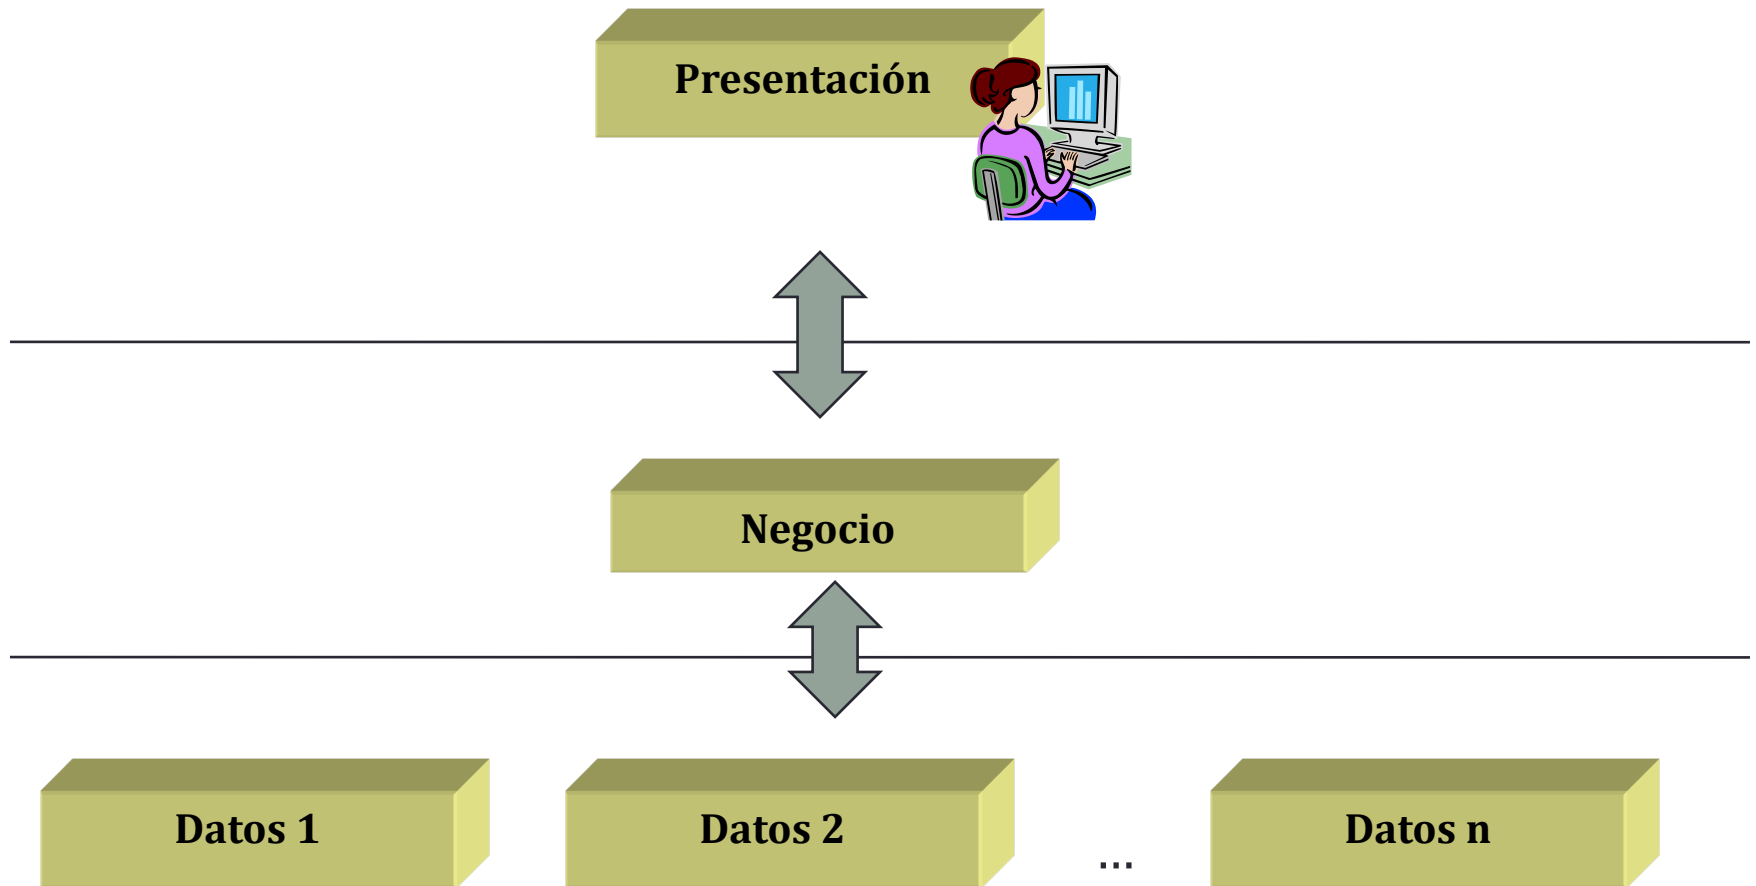 Presentación
Negocio
Datos 1
Datos 2
...
Datos n